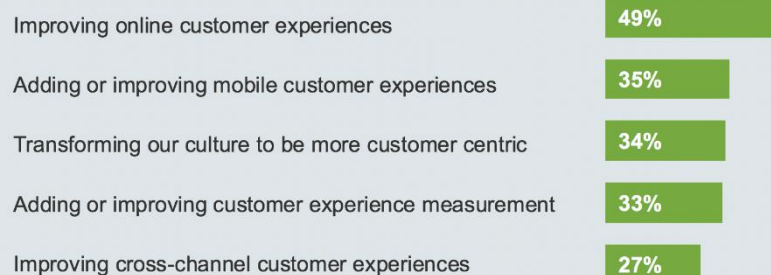 Improving online customer experiences 49%
Adding or improving mobile customer experiences 35%
Transforming our culture to be more customer centric 34%
Adding or improving customer experience measurement 33%
Improving cross-channel customer experiences 27%